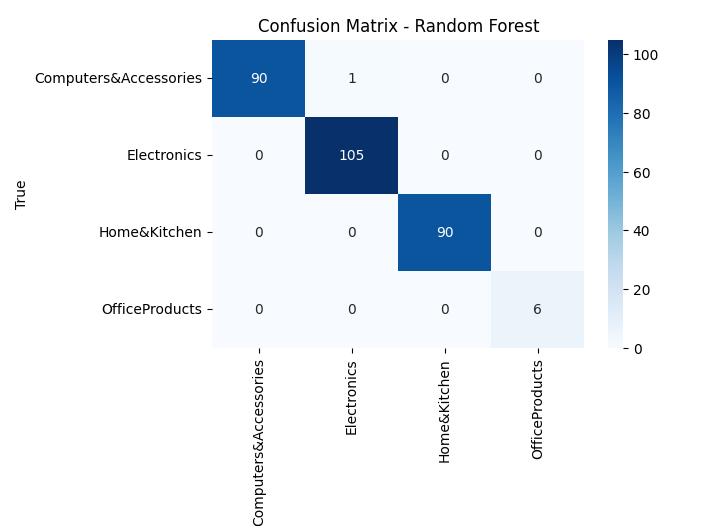 Confusion Matrix - Random Forest
Computers&Accessories 90 1 0 0
Electronics 0 105 0 0
Home&Kitchen 0 0 90 0
OfficeProducts 0 0 0 6
True
Computers&Accessories
Electronics
Home&Kitchen
OfficeProducts
100
80
60
40
20
0